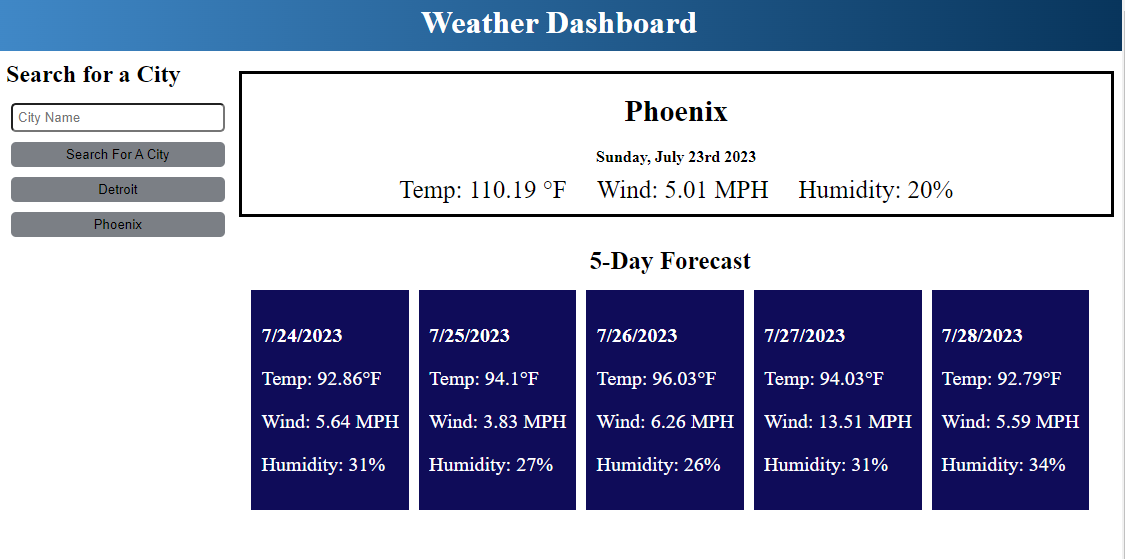 Weather Dashboard
Search for a City
City Name
Search For A City
Detroit
Phoenix
Phoenix
Sunday, July 23rd 2023
Temp: 110.19 °F Wind: 5.01 MPH Humidity: 20%
5-Day Forecast
7/24/2023
Temp: 92.86°F
Wind: 5.64 MPH
Humidity: 31%
7/25/2023
Temp: 94.1°F
Wind: 3.83 MPH
Humidity: 27%
7/26/2023
Temp: 96.03°F
Wind: 6.26 MPH
Humidity: 26%
7/27/2023
Temp: 94.03°F
Wind: 13.51 MPH
Humidity: 31%
7/28/2023
Temp: 92.79°F
Wind: 5.59 MPH
Humidity: 34%